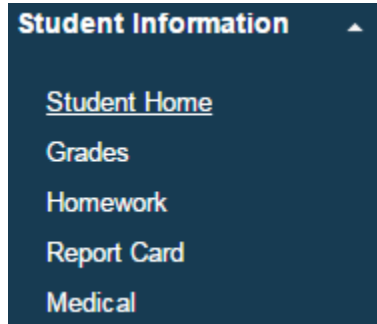 Student Information
Student Home
Grades
Homework
Report Card
Medical